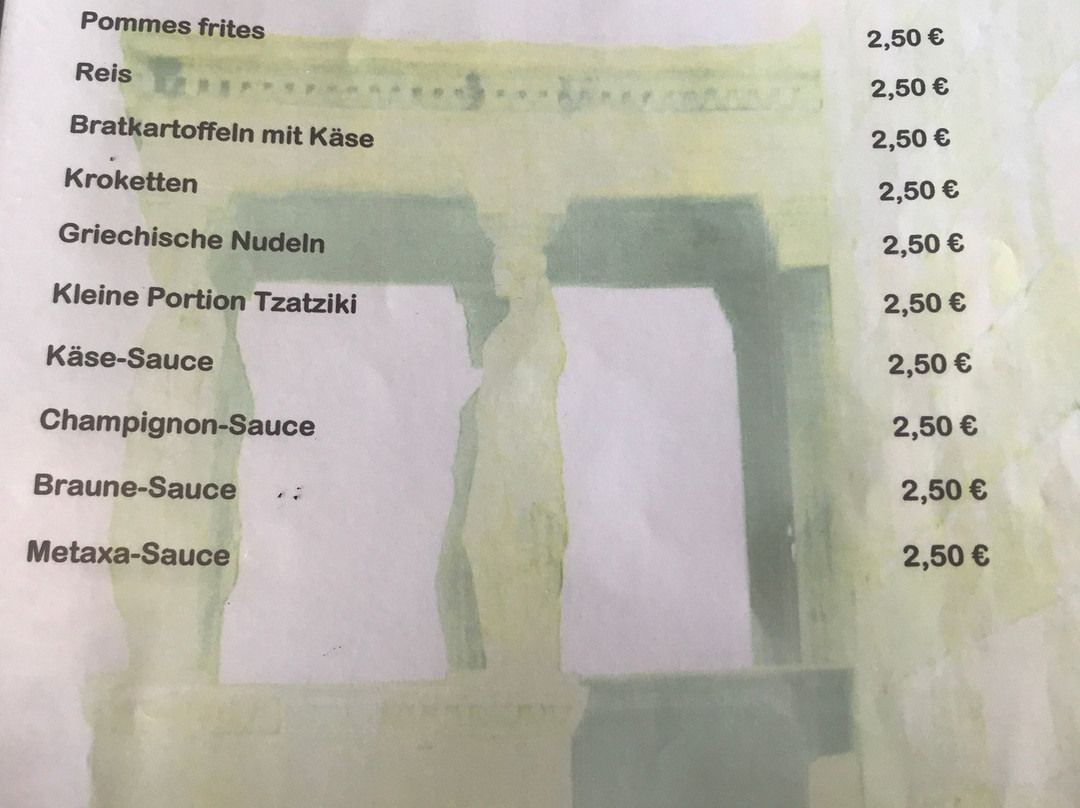 Pommes frites 2,50 €
Reis 2,50 €
Bratkartoffeln mit Käse 2,50 €
Kroketten 2,50 €
Griechische Nudeln 2,50 €
Kleine Portion Tzatziki 2,50 €
Käse-Sauce 2,50 €
Champignon-Sauce 2,50 €
Braune-Sauce 2,50 €
Metaxa-Sauce 2,50 €